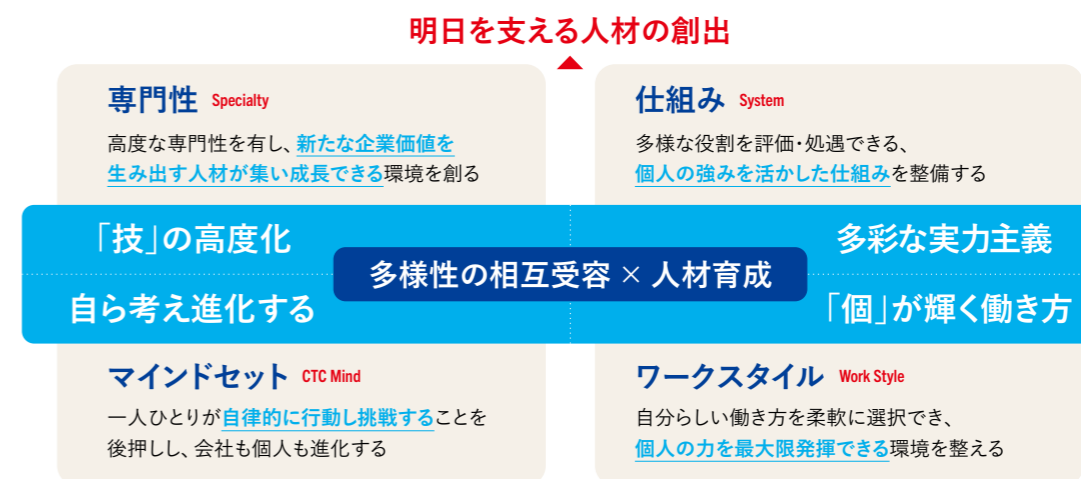 明日を支える人材の創出
専門性 Specialty
高度な専門性を有し、新たな企業価値を
生み出す人材が集い成長できる環境を創る
仕組み System
多様な役割を評価・処遇できる、
個人の強みを活かした仕組みを整備する
「技」の高度化
多彩な実力主義
多様性の相互受容 × 人材育成
自ら考え進化する
「個」が輝く働き方
マインドセット CTC Mind
一人ひとりが自律的に行動し挑戦することを
後押しし、会社も個人も進化する
ワークスタイル Work Style
自分らしい働き方を柔軟に選択でき、
個人の力を最大限発揮できる環境を整える